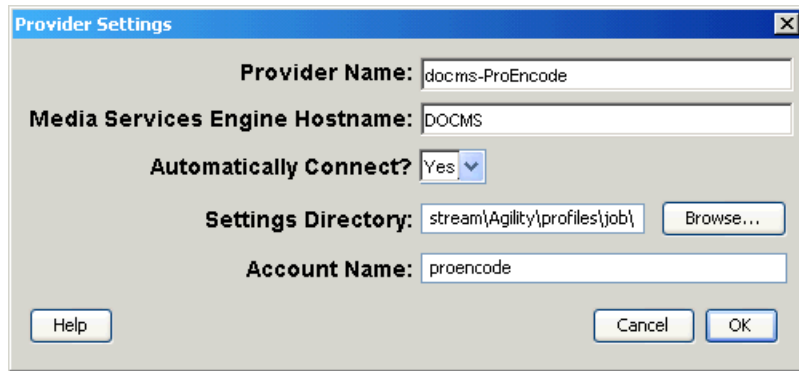 Provider Settings
Provider Name: docms-ProEncode
Media Services Engine Hostname: DOCMS
Automatically Connect? Yes
Settings Directory: stream\Agility\profiles\job\ Browse...
Account Name: proencode
Help Cancel OK